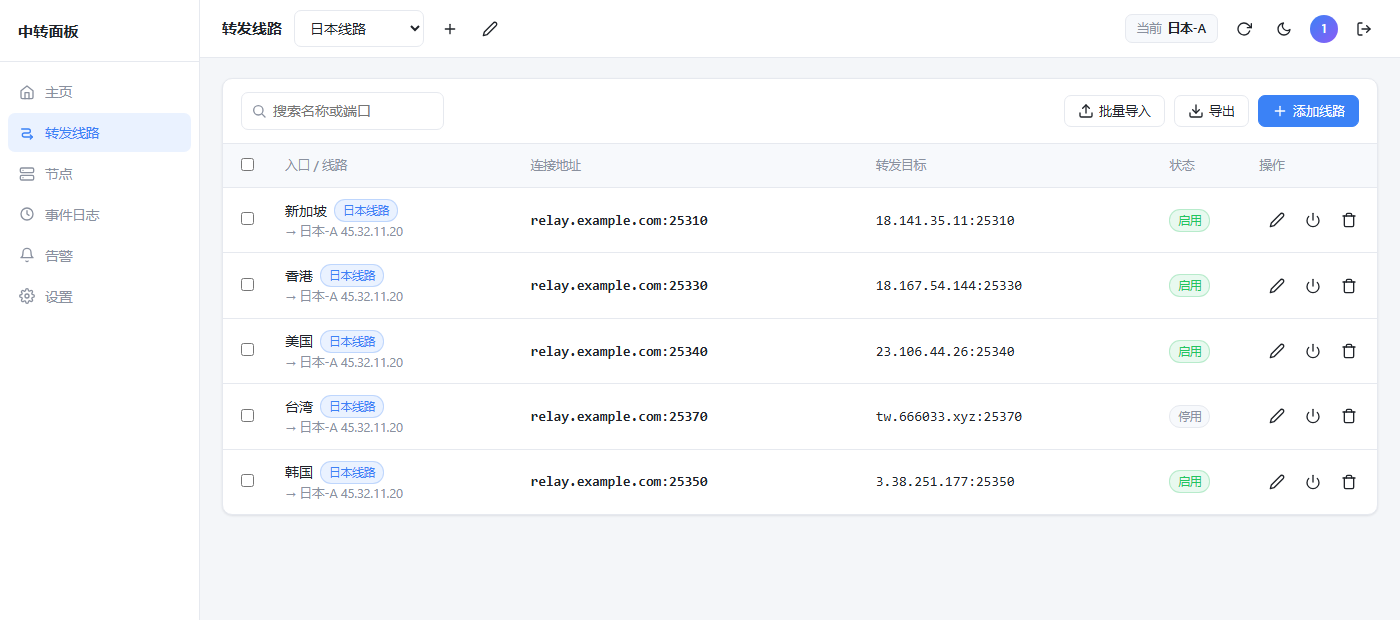 中转面板
转发线路 日本线路
当前 日本-A 1
主页
转发线路
节点
事件日志
告警
设置
搜索名称或端口
批量导入 导出 添加线路
入口 / 线路 连接地址 转发目标 状态 操作
新加坡 日本线路
→ 日本-A 45.32.11.20
relay.example.com:25310 18.141.35.11:25310 启用
香港 日本线路
→ 日本-A 45.32.11.20
relay.example.com:25330 18.167.54.144:25330 启用
美国 日本线路
→ 日本-A 45.32.11.20
relay.example.com:25340 23.106.44.26:25340 启用
台湾 日本线路
→ 日本-A 45.32.11.20
relay.example.com:25370 tw.666033.xyz:25370 停用
韩国 日本线路
→ 日本-A 45.32.11.20
relay.example.com:25350 3.38.251.177:25350 启用